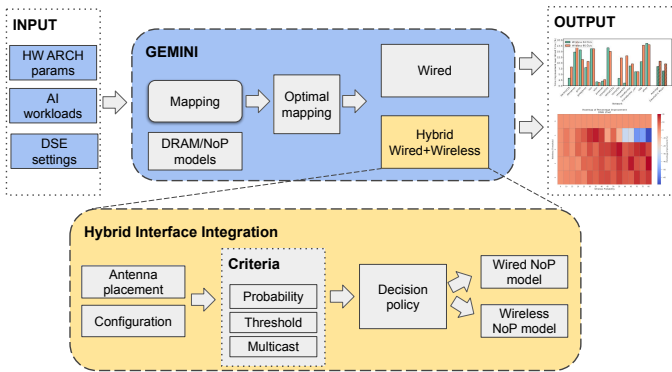 INPUT
HW ARCH
params
AI
workloads
DSE
settings
GEMINI
Mapping
DRAM/NoP
models
Optimal
mapping
Wired
Hybrid
Wired+Wireless
OUTPUT
Hybrid Interface Integration
Antenna
placement
Configuration
Criteria
Probability
Threshold
Multicast
Decision
policy
Wired NoP
model
Wireless
NoP model